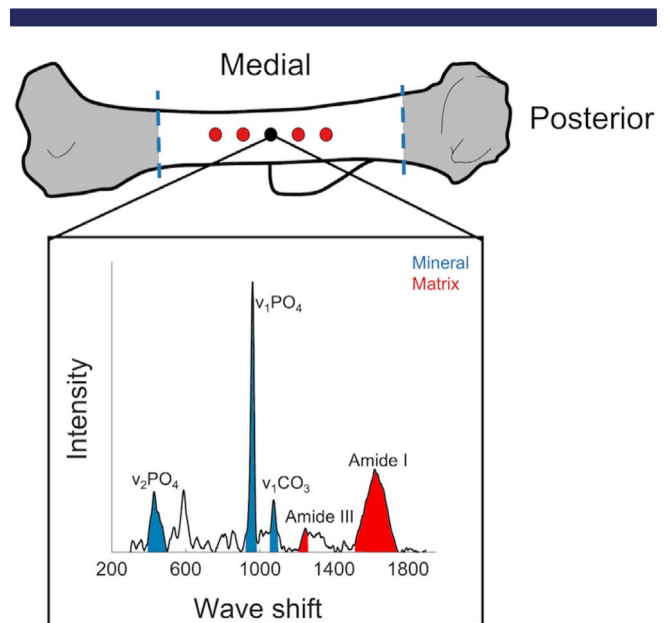 Medial
Posterior
Mineral
Matrix
v₁PO₄
Intensity
Amide I
v₂PO₄
v₁CO₃
Amide III
200 600 1000 1400 1800
Wave shift